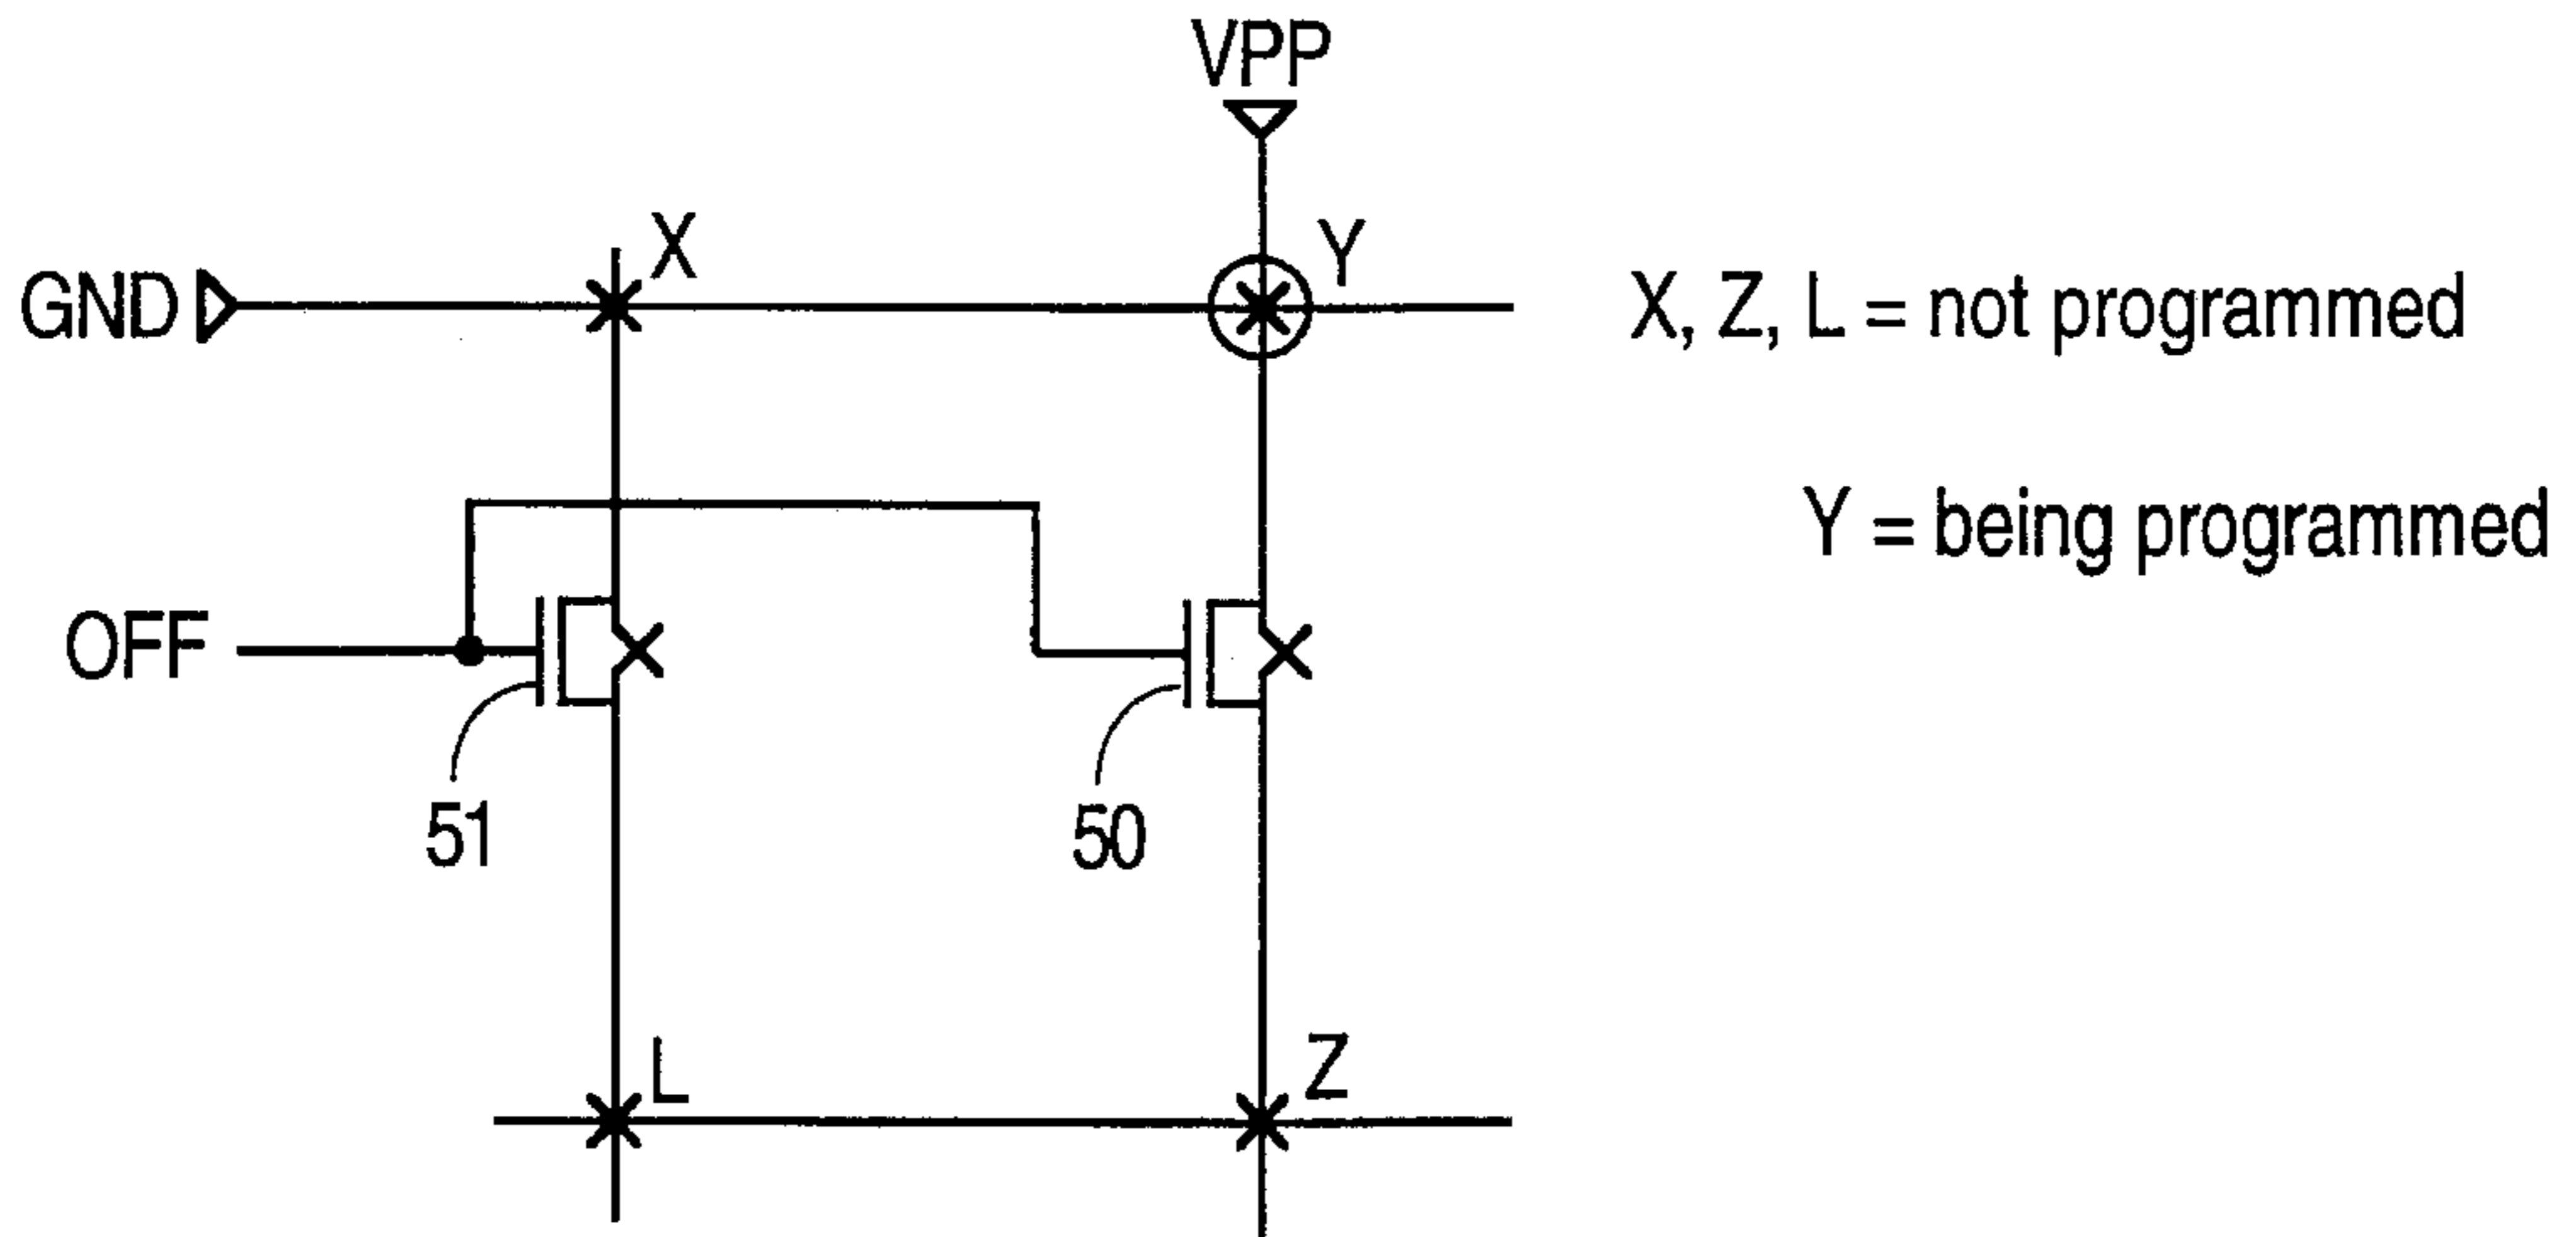 VPP
GND
X
Y
X, Z, L = not programmed
Y = being programmed
OFF
51
50
L
Z